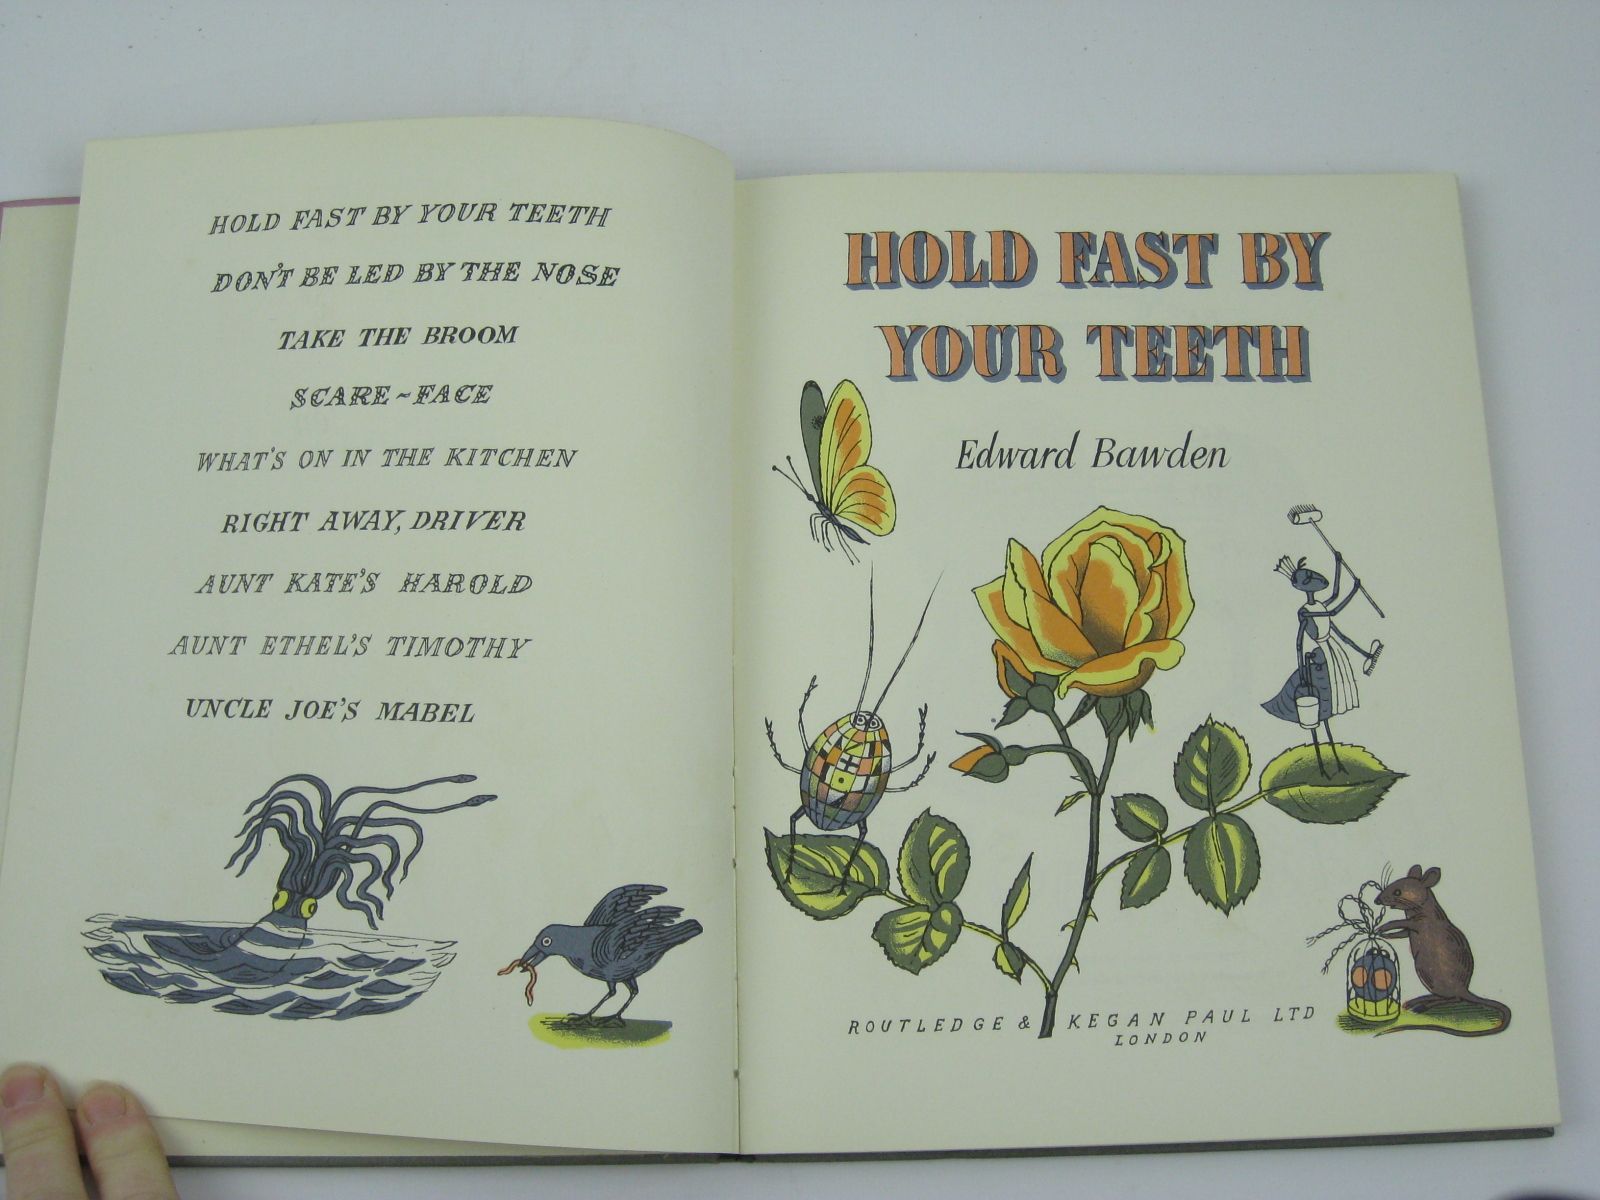 HOLD FAST BY YOUR TEETH
DON'T BE LED BY THE NOSE
TAKE THE BROOM
SCARE~FACE
WHAT'S ON IN THE KITCHEN
RIGHT AWAY, DRIVER
AUNT KATE'S HAROLD
AUNT ETHEL'S TIMOTHY
UNCLE JOE'S MABEL
HOLD FAST BY
YOUR TEETH
Edward Bawden
ROUTLEDGE & KEGAN PAUL LTD
LONDON